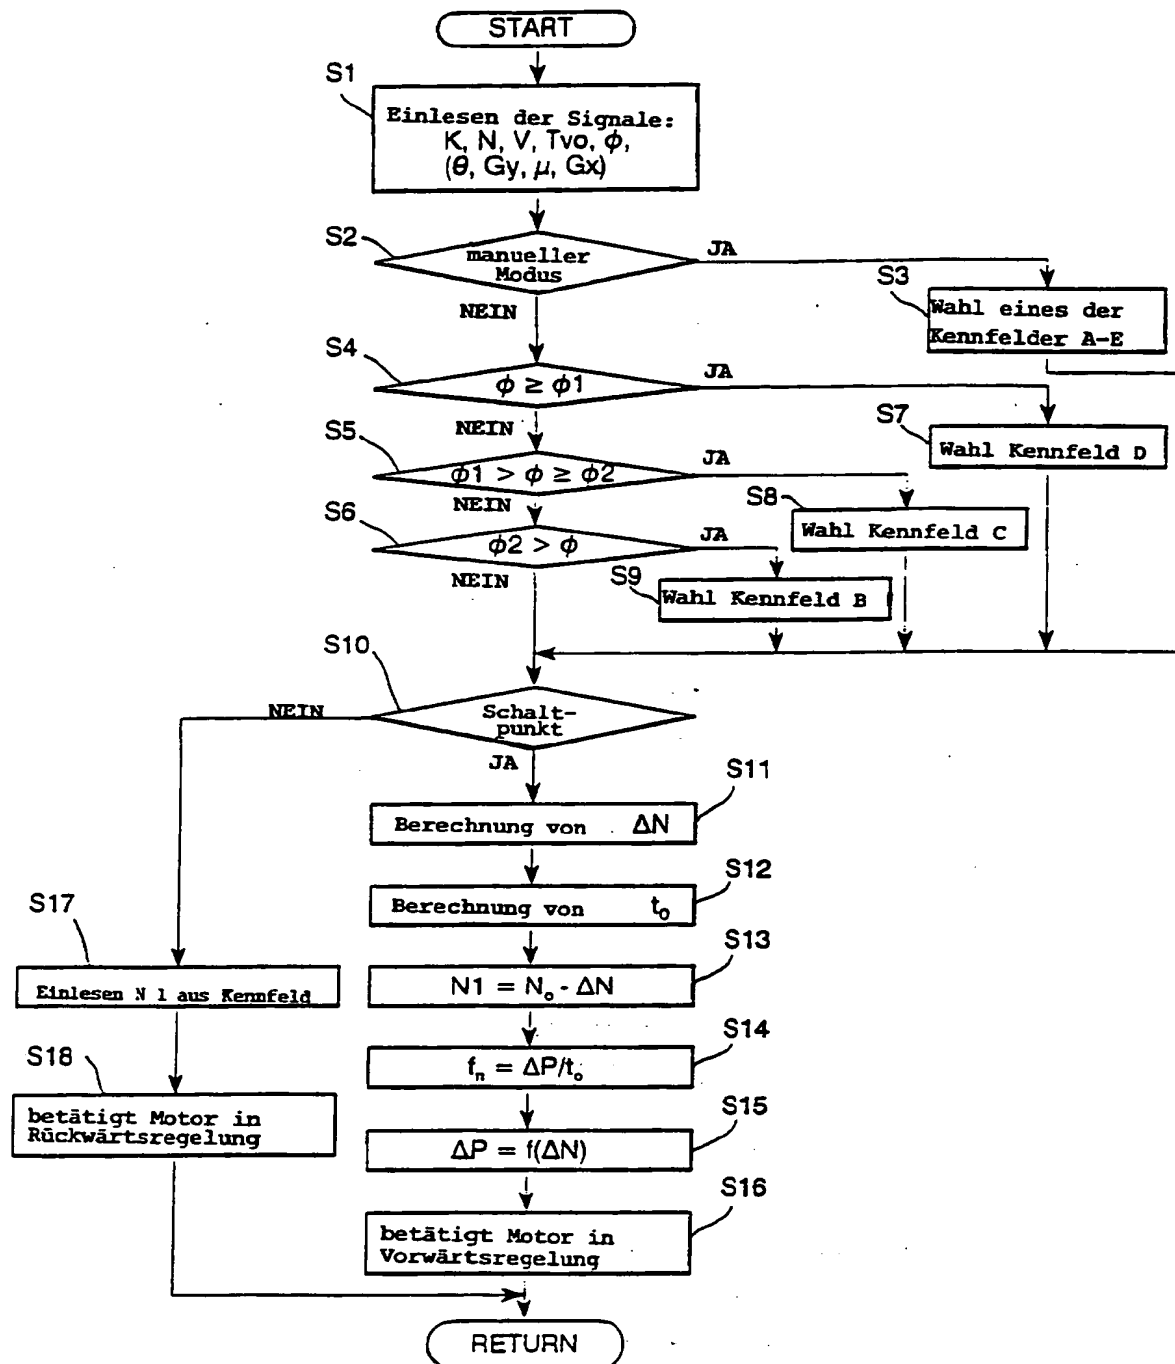 START
S1
Einlesen der Signale:
K, N, V, Tvo, ϕ,
(θ, Gy, μ, Gx)
S2
manueller
Modus
JA
NEIN
S3
Wahl eines der
Kennfelder A-E
S4
ϕ ≥ ϕ1
JA
NEIN
S7
Wahl Kennfeld D
S5
ϕ1 > ϕ ≥ ϕ2
JA
NEIN
S8
Wahl Kennfeld C
S6
ϕ2 > ϕ
JA
NEIN
S9
Wahl Kennfeld B
S10
Schalt-
punkt
NEIN
JA
S11
Berechnung von ΔN
S12
Berechnung von t₀
S13
N1 = N₀ - ΔN
S17
Einlesen N 1 aus Kennfeld
S14
fₙ = ΔP/t₀
S18
betätigt Motor in
Rückwärtsregelung
S15
ΔP = f(ΔN)
S16
betätigt Motor in
Vorwärtsregelung
RETURN